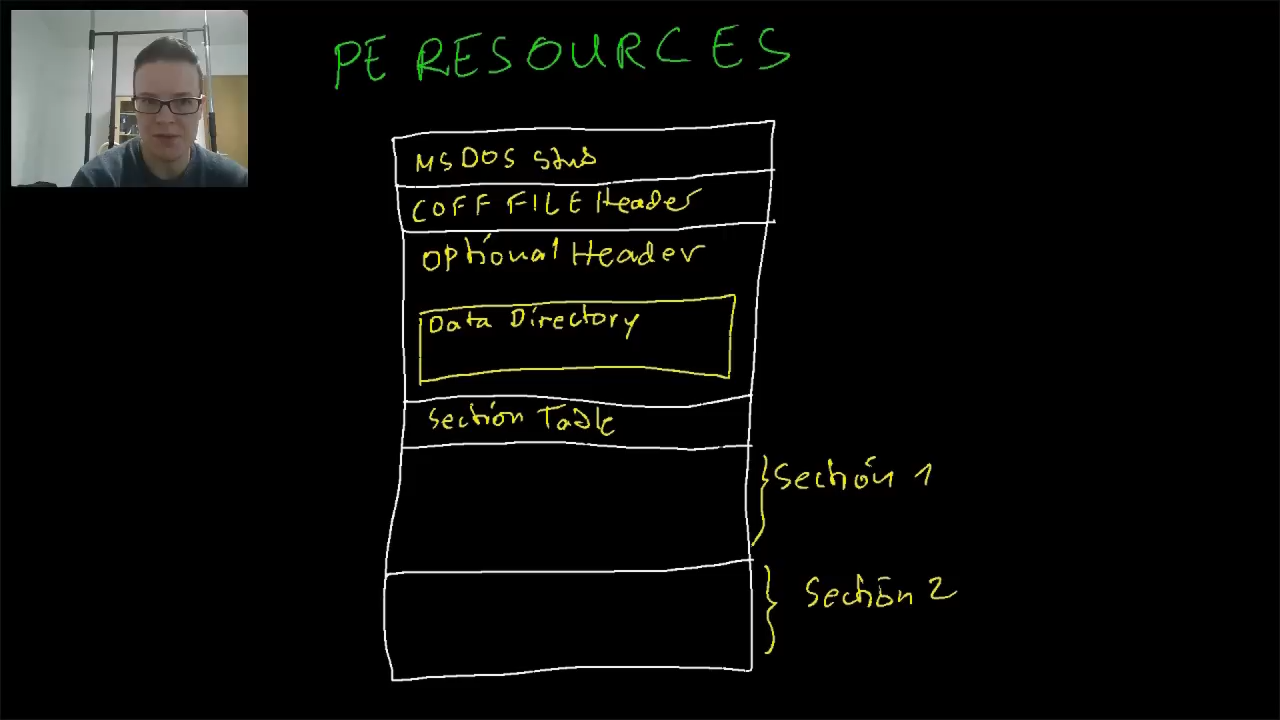 PE RESOURCES
MSDOS Stub
COFF FILE Header
Optional Header
Data Directory
Section Table
Section 1
Section 2